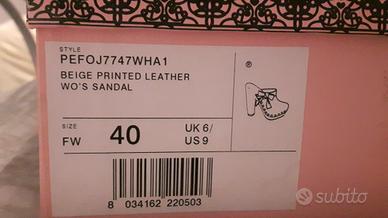 STYLE
PEFOJ7747WHA1
BEIGE PRINTED LEATHER
WO'S SANDAL
®
SIZE
FW 40 UK 6/
US 9
8 034162 220503
subito